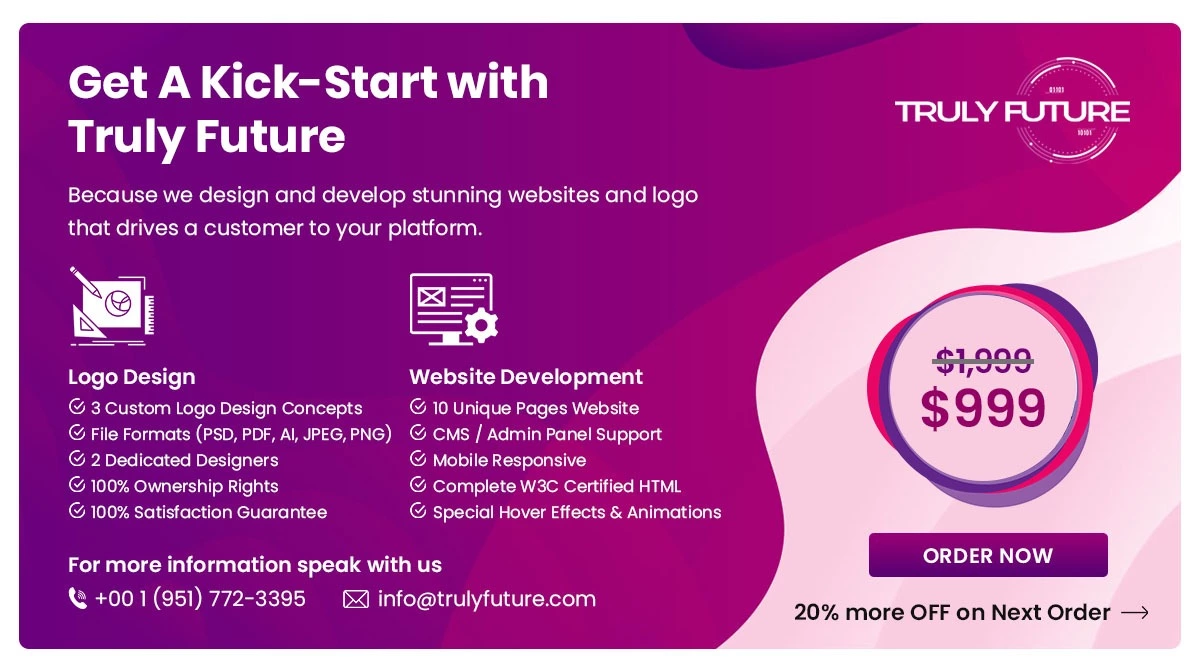 Get A Kick-Start with
Truly Future
01101
TRULY FUTURE
10101
Because we design and develop stunning websites and logo
that drives a customer to your platform.
Logo Design
3 Custom Logo Design Concepts
File Formats (PSD, PDF, AI, JPEG, PNG)
2 Dedicated Designers
100% Ownership Rights
100% Satisfaction Guarantee
Website Development
10 Unique Pages Website
CMS / Admin Panel Support
Mobile Responsive
Complete W3C Certified HTML
Special Hover Effects & Animations
$1,999
$999
ORDER NOW
20% more OFF on Next Order
For more information speak with us
+00 1 (951) 772-3395
info@trulyfuture.com